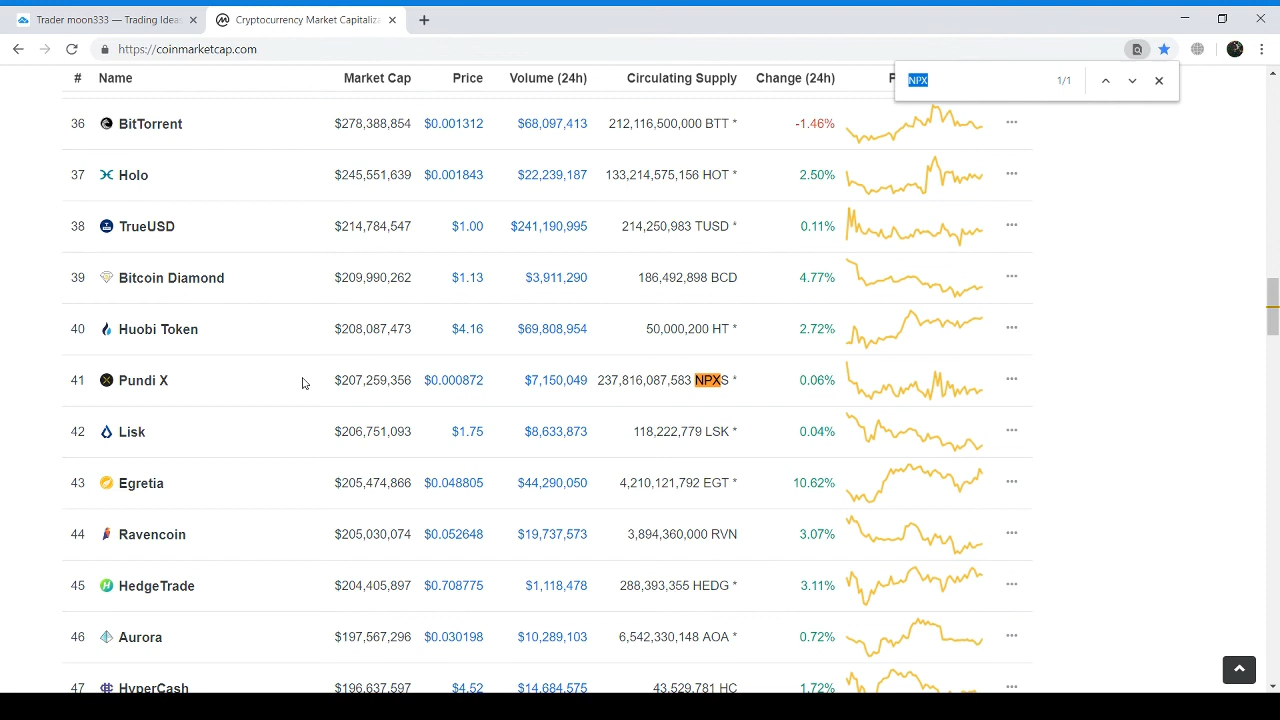 Trader moon333 — Trading Ideas
Cryptocurrency Market Capitaliza
https://coinmarketcap.com
NPX 1/1
# Name Market Cap Price Volume (24h) Circulating Supply Change (24h) P
36 BitTorrent $278,388,854 $0.001312 $68,097,413 212,116,500,000 BTT * -1.46%
37 Holo $245,551,639 $0.001843 $22,239,187 133,214,575,156 HOT * 2.50%
38 TrueUSD $214,784,547 $1.00 $241,190,995 214,250,983 TUSD * 0.11%
39 Bitcoin Diamond $209,990,262 $1.13 $3,911,290 186,492,898 BCD 4.77%
40 Huobi Token $208,087,473 $4.16 $69,808,954 50,000,200 HT * 2.72%
41 Pundi X $207,259,356 $0.000872 $7,150,049 237,816,087,583 NPXS * 0.06%
42 Lisk $206,751,093 $1.75 $8,633,873 118,222,779 LSK * 0.04%
43 Egretia $205,474,866 $0.048805 $44,290,050 4,210,121,792 EGT * 10.62%
44 Ravencoin $205,030,074 $0.052648 $19,737,573 3,894,360,000 RVN 3.07%
45 HedgeTrade $204,405,897 $0.708775 $1,118,478 288,393,355 HEDG * 3.11%
46 Aurora $197,567,296 $0.030198 $10,289,103 6,542,330,148 AOA * 0.72%
47 HyperCash $196,637,597 $4.52 $14,684,575 43,529,781 HC 1.72%